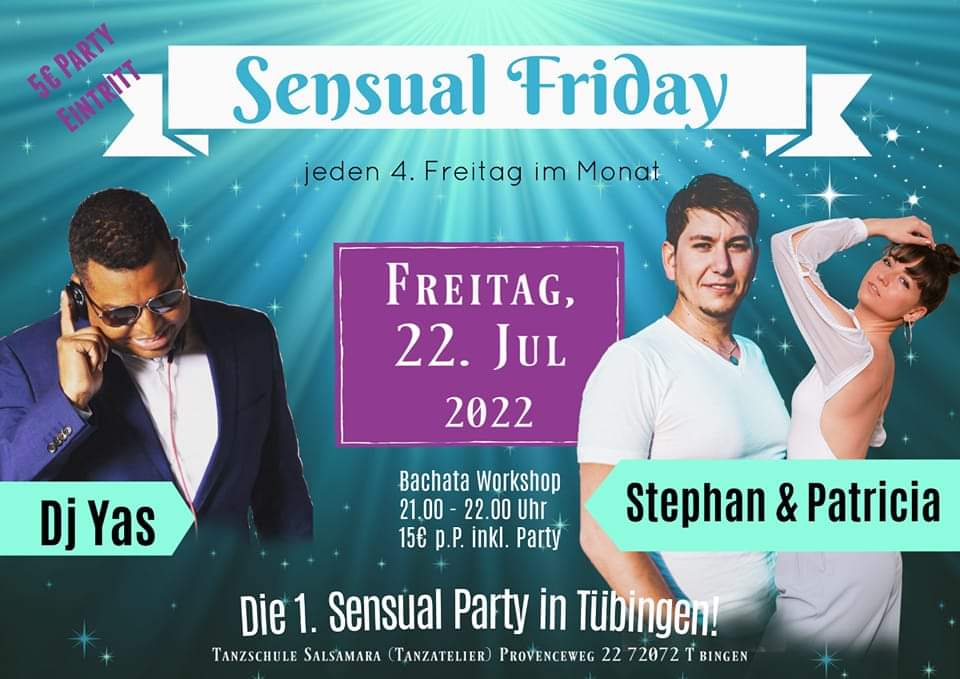 5€ Party
Eintritt
Sensual Friday
jeden 4. Freitag im Monat
Freitag,
22. Jul
2022
Bachata Workshop
21.00 - 22.00 Uhr
15€ p.P. inkl. Party
Dj Yas
Stephan & Patricia
Die 1. Sensual Party in Tübingen!
Tanzschule Salsamara (Tanzatelier) Provenceweg 22 72072 T bingen